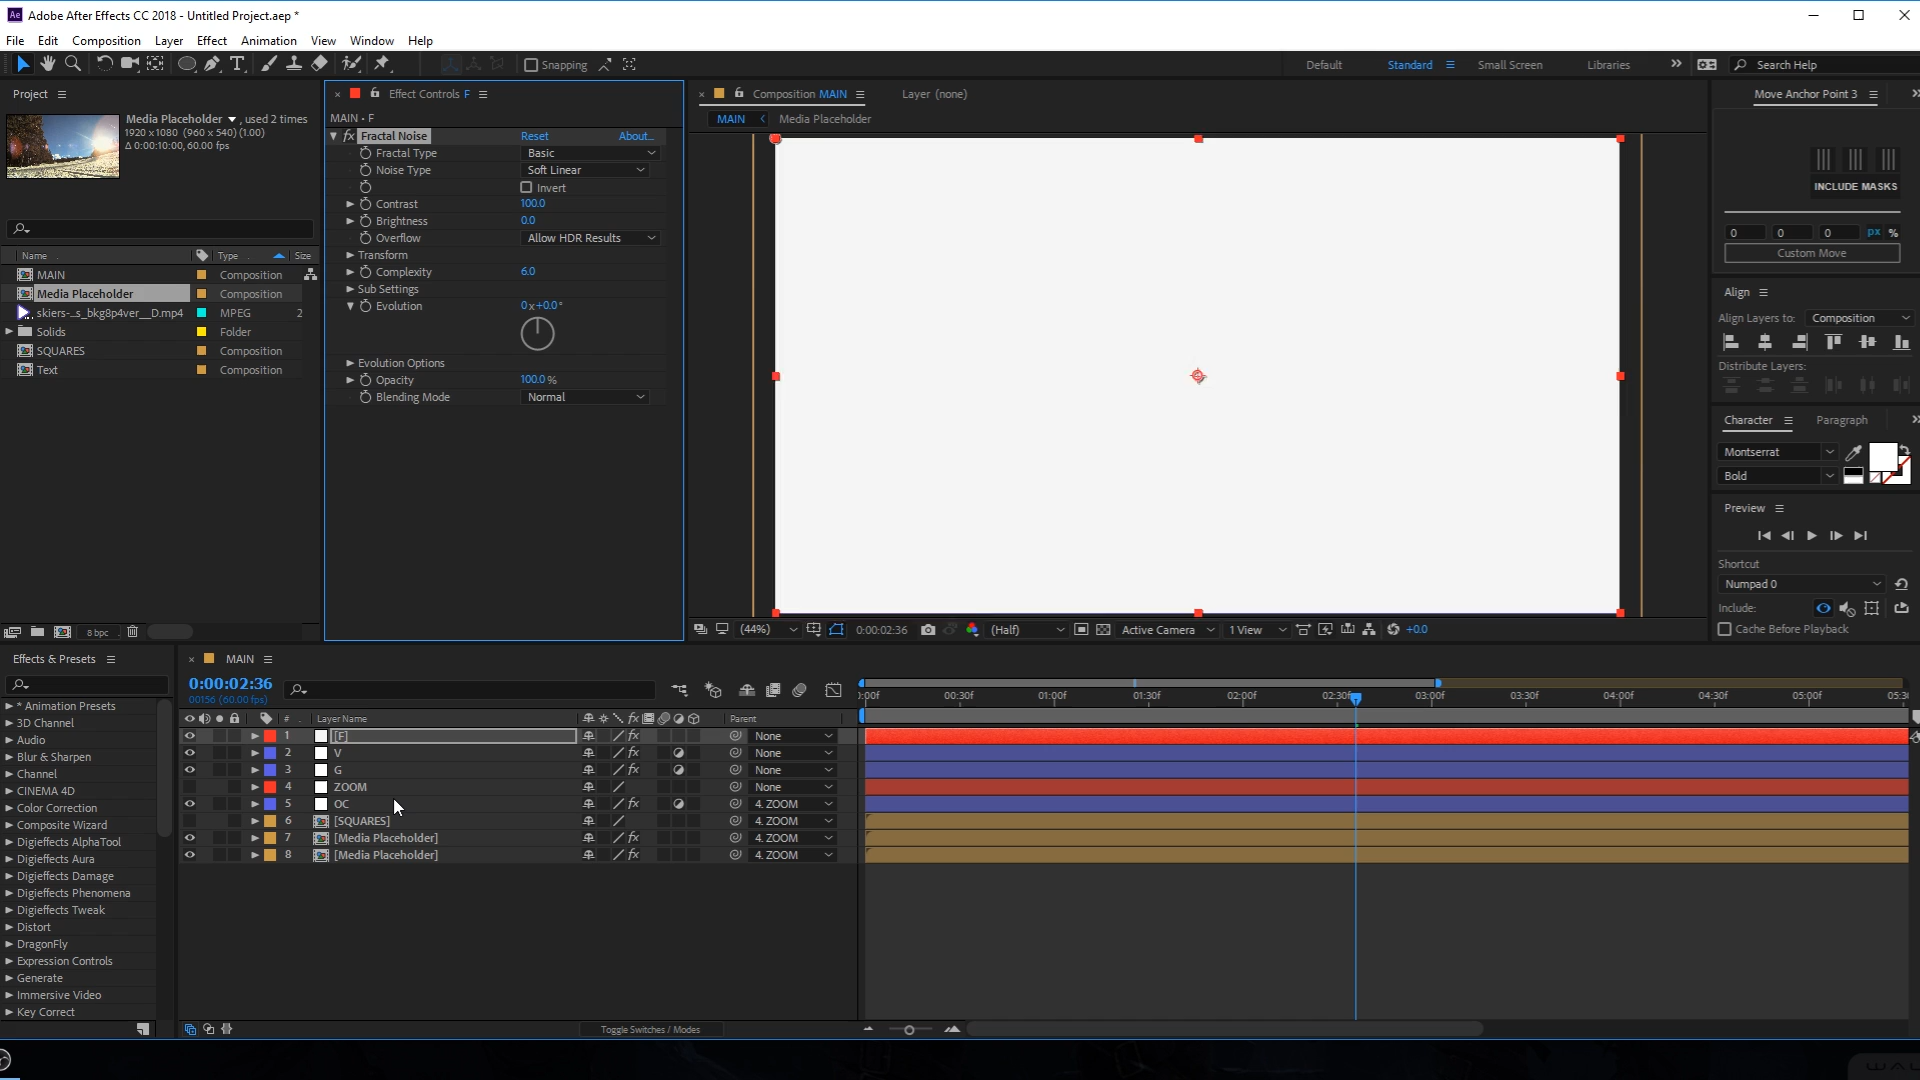 Ae Adobe After Effects CC 2018 - Untitled Project.aep *
File Edit Composition Layer Effect Animation View Window Help
Snapping Default Standard Small Screen Libraries Search Help
Project
Media Placeholder , used 2 times
1920 x 1080 (960 x 540) (1.00)
Δ 0:00:10:00, 60.00 fps
Name Type Size
MAIN Composition
Media Placeholder Composition
skiers-..s_bkg8p4ver__D.mp4 MPEG 2
Solids Folder
SQUARES Composition
Text Composition
8 bpc
Effect Controls F
MAIN • F
fx Fractal Noise Reset About...
Fractal Type Basic
Noise Type Soft Linear
Invert
Contrast 100.0
Brightness 0.0
Overflow Allow HDR Results
Transform
Complexity 6.0
Sub Settings
Evolution 0x+0.0°
Evolution Options
Opacity 100.0 %
Blending Mode Normal
Composition MAIN Layer (none)
MAIN Media Placeholder
(44%) 0:00:02:36 (Half) Active Camera 1 View +0.0
Move Anchor Point 3
INCLUDE MASKS
0 0 0 px %
Custom Move
Align
Align Layers to: Composition
Distribute Layers:
Character Paragraph
Montserrat
Bold
Preview
Shortcut
Numpad 0
Include:
Cache Before Playback
Effects & Presets
* Animation Presets
3D Channel
Audio
Blur & Sharpen
Channel
CINEMA 4D
Color Correction
Composite Wizard
Digieffects AlphaTool
Digieffects Aura
Digieffects Damage
Digieffects Phenomena
Digieffects Tweak
Distort
DragonFly
Expression Controls
Generate
Immersive Video
Key Correct
MAIN
0:00:02:36
00156 (60.00 fps)
:00f 00:30f 01:00f 01:30f 02:00f 02:30f 03:00f 03:30f 04:00f 04:30f 05:00f 05:30
# Layer Name fx Parent
1 [F] fx None
2 V fx None
3 G fx None
4 ZOOM None
5 OC fx 4. ZOOM
6 [SQUARES] 4. ZOOM
7 [Media Placeholder] fx 4. ZOOM
8 [Media Placeholder] fx 4. ZOOM
Toggle Switches / Modes